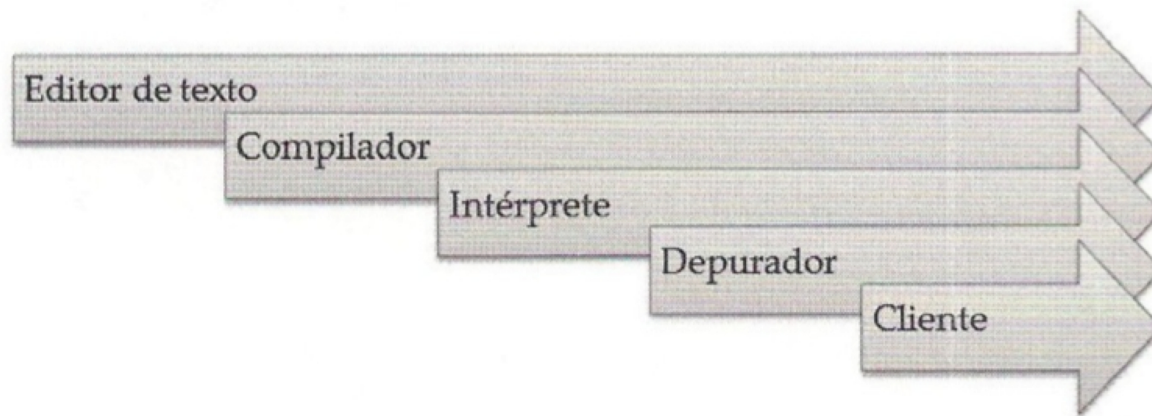 Editor de texto
Compilador
Intérprete
Depurador
Cliente